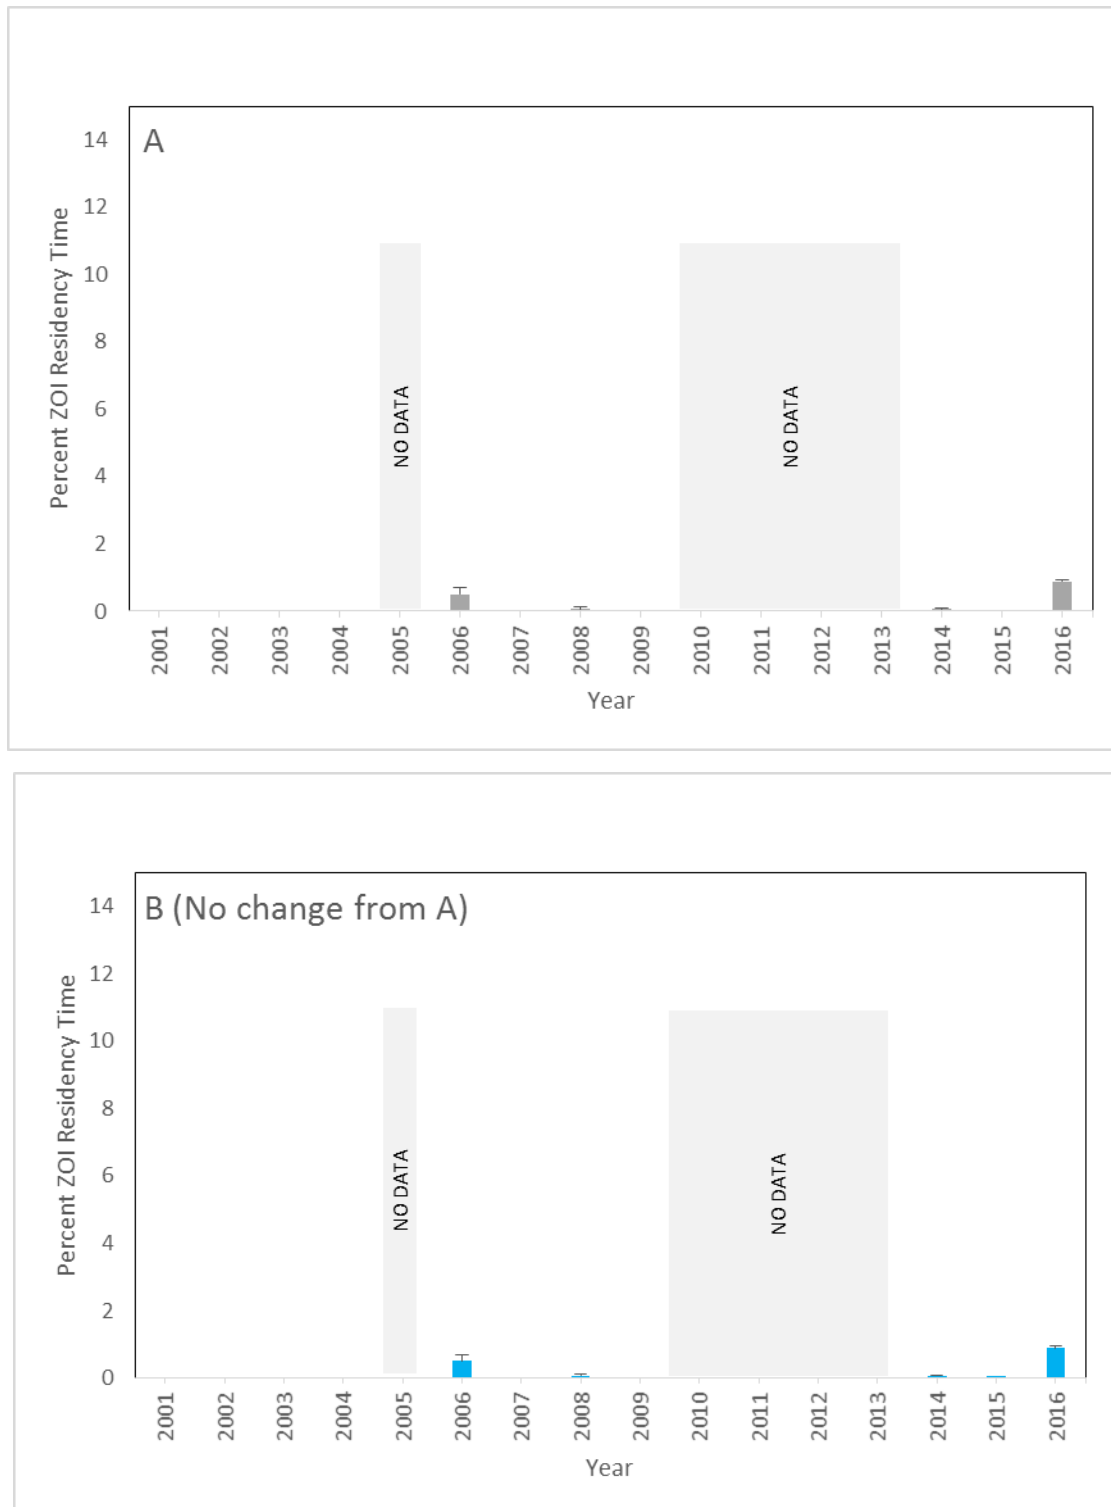 A
14
12
10
8
6
4
2
0
Percent ZOI Residency Time
NO DATA
NO DATA
2001 2002 2003 2004 2005 2006 2007 2008 2009 2010 2011 2012 2013 2014 2015 2016
Year
B (No change from A)
14
12
10
8
6
4
2
0
Percent ZOI Residency Time
NO DATA
NO DATA
2001 2002 2003 2004 2005 2006 2007 2008 2009 2010 2011 2012 2013 2014 2015 2016
Year